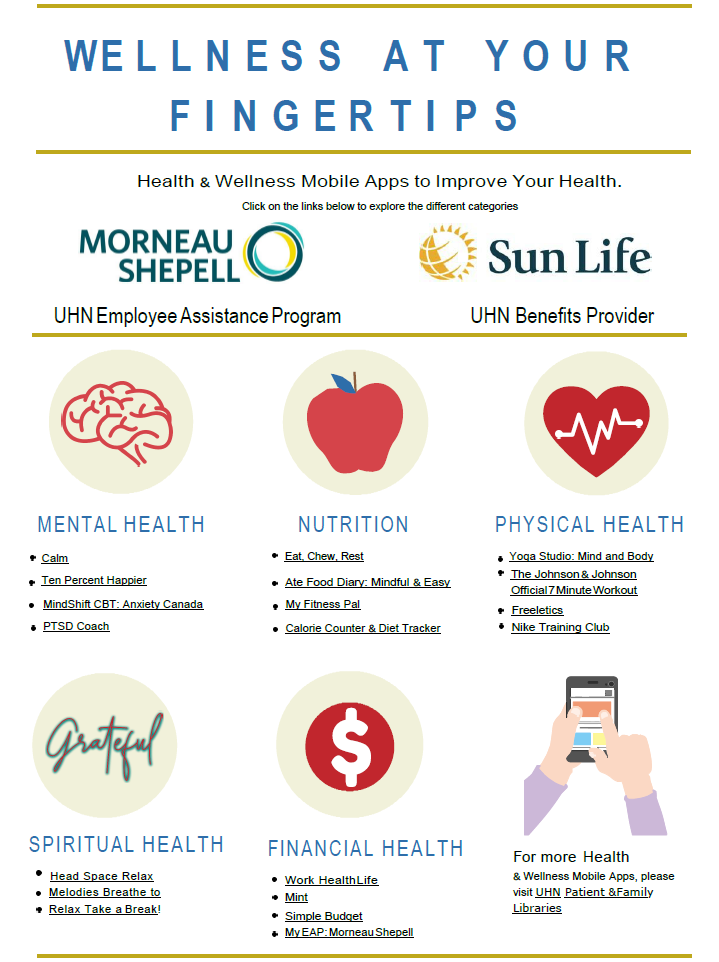 WELLNESS AT YOUR
FINGERTIPS
Health & Wellness Mobile Apps to Improve Your Health.
Click on the links below to explore the different categories
MORNEAU
SHEPELL
Sun Life
UHN Employee Assistance Program
UHN Benefits Provider
MENTAL HEALTH
Calm
Ten Percent Happier
MindShift CBT: Anxiety Canada
PTSD Coach
NUTRITION
Eat, Chew, Rest
Ate Food Diary: Mindful & Easy
My Fitness Pal
Calorie Counter & Diet Tracker
PHYSICAL HEALTH
Yoga Studio: Mind and Body
The Johnson & Johnson
Official 7 Minute Workout
Freeletics
Nike Training Club
Grateful
SPIRITUAL HEALTH
Head Space Relax
Melodies Breathe to
Relax Take a Break!
$
FINANCIAL HEALTH
Work HealthLife
Mint
Simple Budget
My EAP: Morneau Shepell
For more Health
& Wellness Mobile Apps, please
visit UHN Patient &Family
Libraries